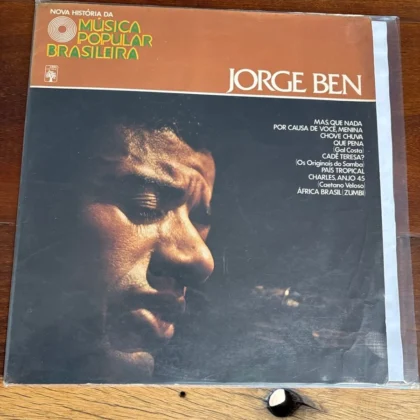 NOVA HISTÓRIA DA
MÚSICA
POPULAR
BRASILEIRA
JORGE BEN
MAS QUE NADA
POR CAUSA DE VOCÊ, MENINA
CHOVE CHUVA
QUE PENA
(Gal Costa)
CADÊ TERESA?
(Os Originais do Samba)
PAÍS TROPICAL
CHARLES, ANJO 45
(Caetano Veloso)
ÁFRICA BRASIL (ZUMBI)